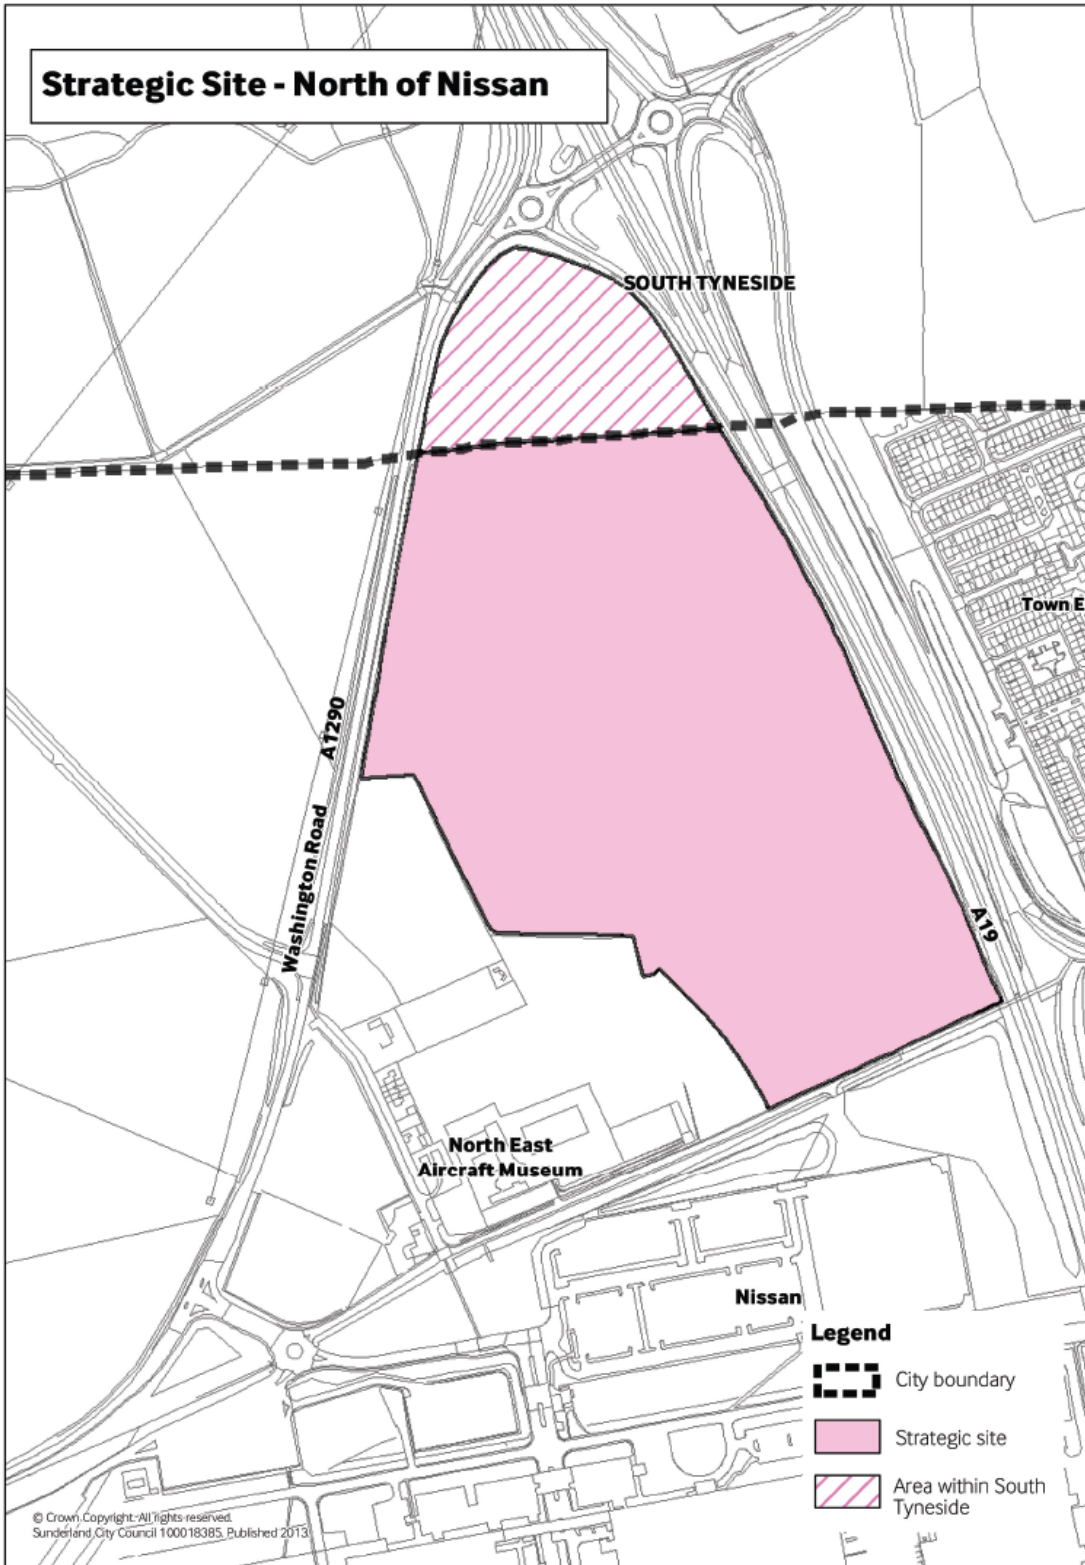 Strategic Site - North of Nissan
SOUTH TYNESIDE
Town E
A1290
Washington Road
A19
North East
Aircraft Museum
Nissan
Legend
City boundary
Strategic site
Area within South
Tyneside
© Crown Copyright. All rights reserved.
Sunderland City Council 100018385. Published 2013